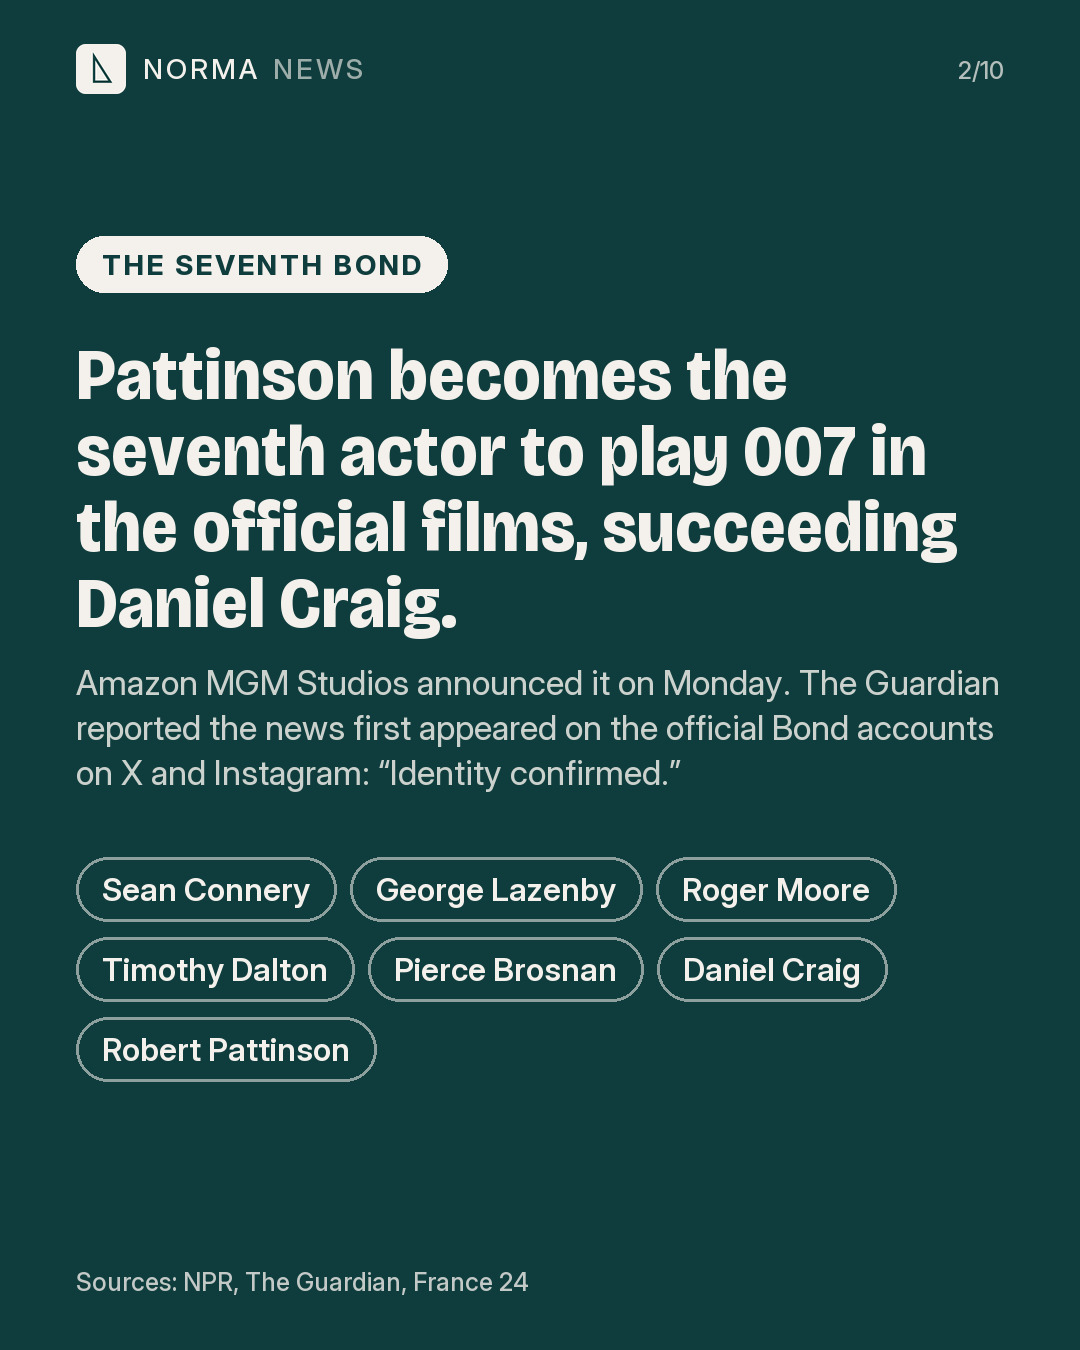 NORMA NEWS
2/10
THE SEVENTH BOND
Pattinson becomes the
seventh actor to play 007 in
the official films, succeeding
Daniel Craig.
Amazon MGM Studios announced it on Monday. The Guardian
reported the news first appeared on the official Bond accounts
on X and Instagram: “Identity confirmed.”
Sean Connery
George Lazenby
Roger Moore
Timothy Dalton
Pierce Brosnan
Daniel Craig
Robert Pattinson
Sources: NPR, The Guardian, France 24